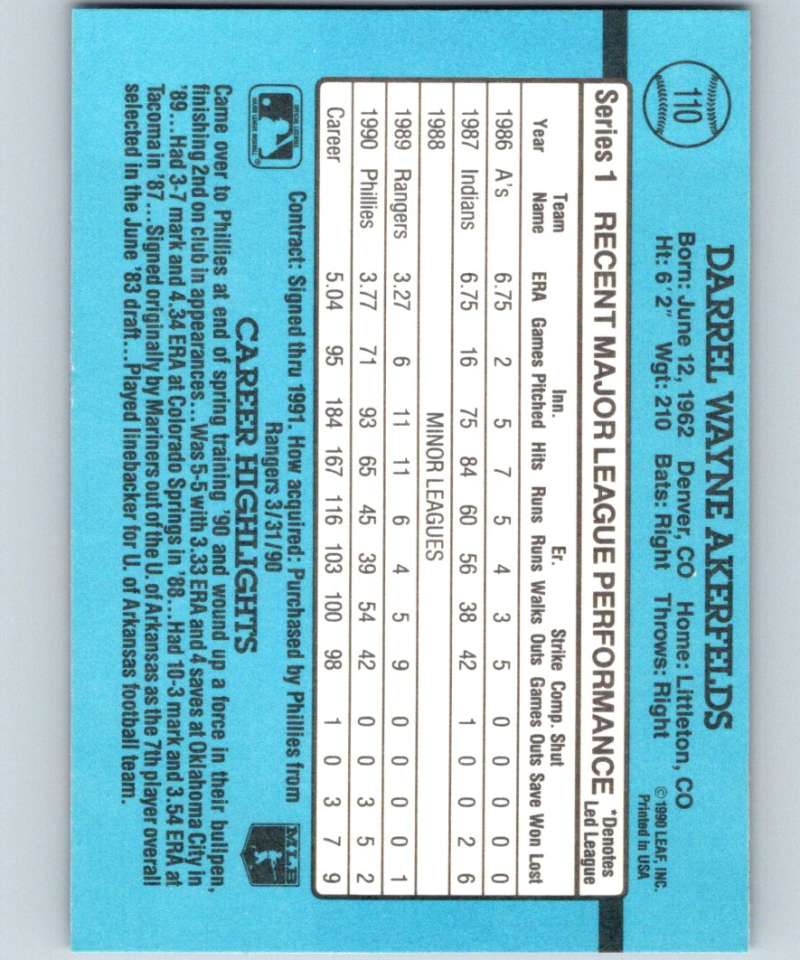 110
DARREL WAYNE AKERFELDS
Born: June 12, 1962 Denver, CO Home: Littleton, CO
Ht: 6' 2" Wgt: 210 Bats: Right Throws: Right
© 1990 LEAF, INC.
Printed in USA
Series 1 RECENT MAJOR LEAGUE PERFORMANCE *Denotes Led League
Team Inn. Er. Strike Comp. Shut
Year Name ERA Games Pitched Hits Runs Runs Walks Outs Games Outs Save Won Lost
1986 A's 6.75 2 5 7 5 4 3 5 0 0 0 0 0
1987 Indians 6.75 16 75 84 60 56 38 42 1 0 0 2 6
1988 MINOR LEAGUES
1989 Rangers 3.27 6 11 11 6 4 5 9 0 0 0 0 1
1990 Phillies 3.77 71 93 65 45 39 54 42 0 0 3 5 2
Career 5.04 95 184 167 116 103 100 98 1 0 3 7 9
Contract: Signed thru 1991. How acquired: Purchased by Phillies from
Rangers 3/31/90
MLB
CAREER HIGHLIGHTS
Came over to Phillies at end of spring training '90 and wound up a force in their bullpen,
finishing 2nd on club in appearances...Was 5-5 with 3.33 ERA and 4 saves at Oklahoma City in
'89...Had 3-7 mark and 4.34 ERA at Colorado Springs in '88...Had 10-3 mark and 3.54 ERA at
Tacoma in '87...Signed originally by Mariners out of the U. of Arkansas as the 7th player overall
selected in the June '83 draft...Played linebacker for U. of Arkansas football team.